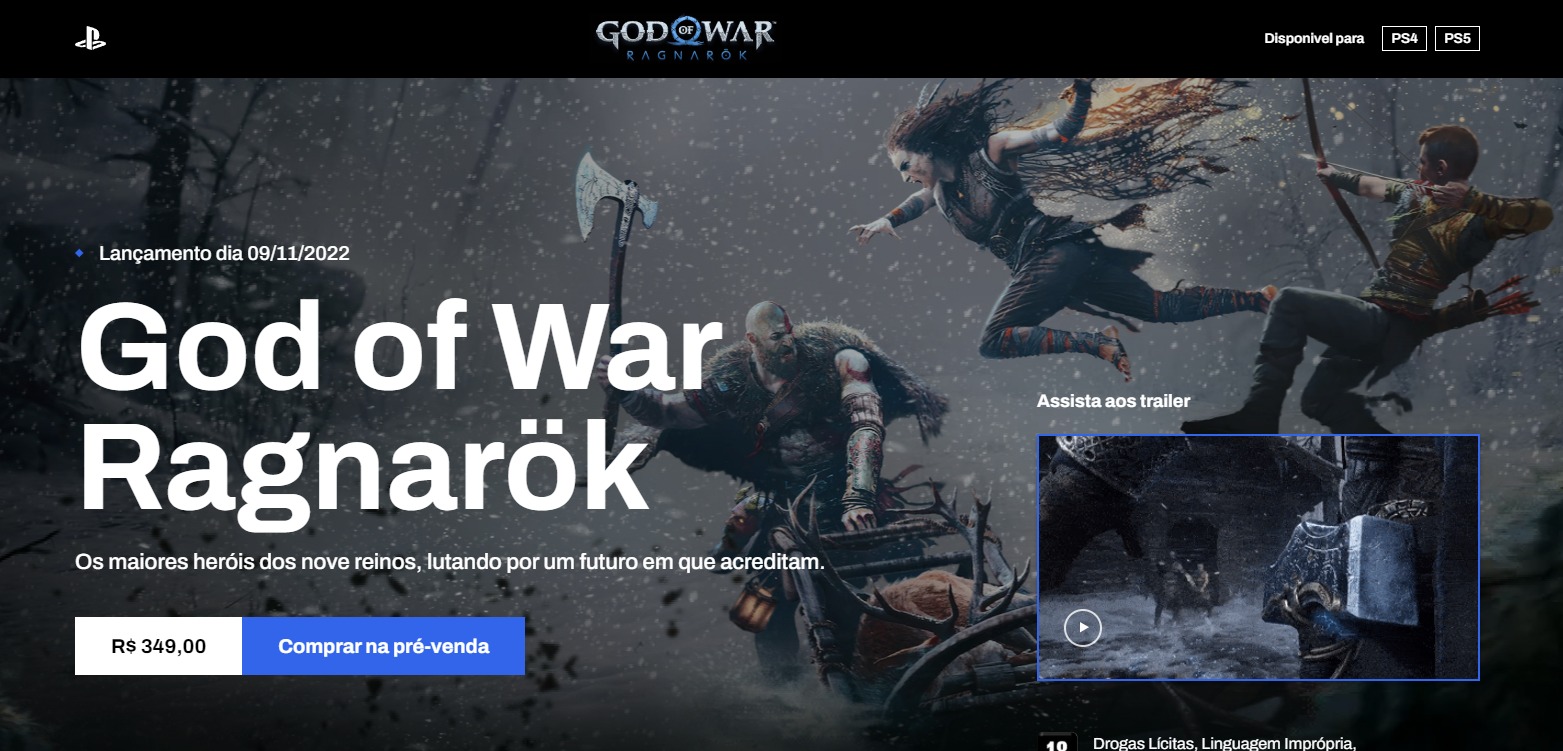 GOD OF WAR
RAGNARÖK
Disponível para
PS4
PS5
Lançamento dia 09/11/2022
God of War
Ragnarök
Os maiores heróis dos nove reinos, lutando por um futuro em que acreditam.
R$ 349,00
Comprar na pré-venda
Assista aos trailer
Drogas Lícitas, Linguagem Imprópria,